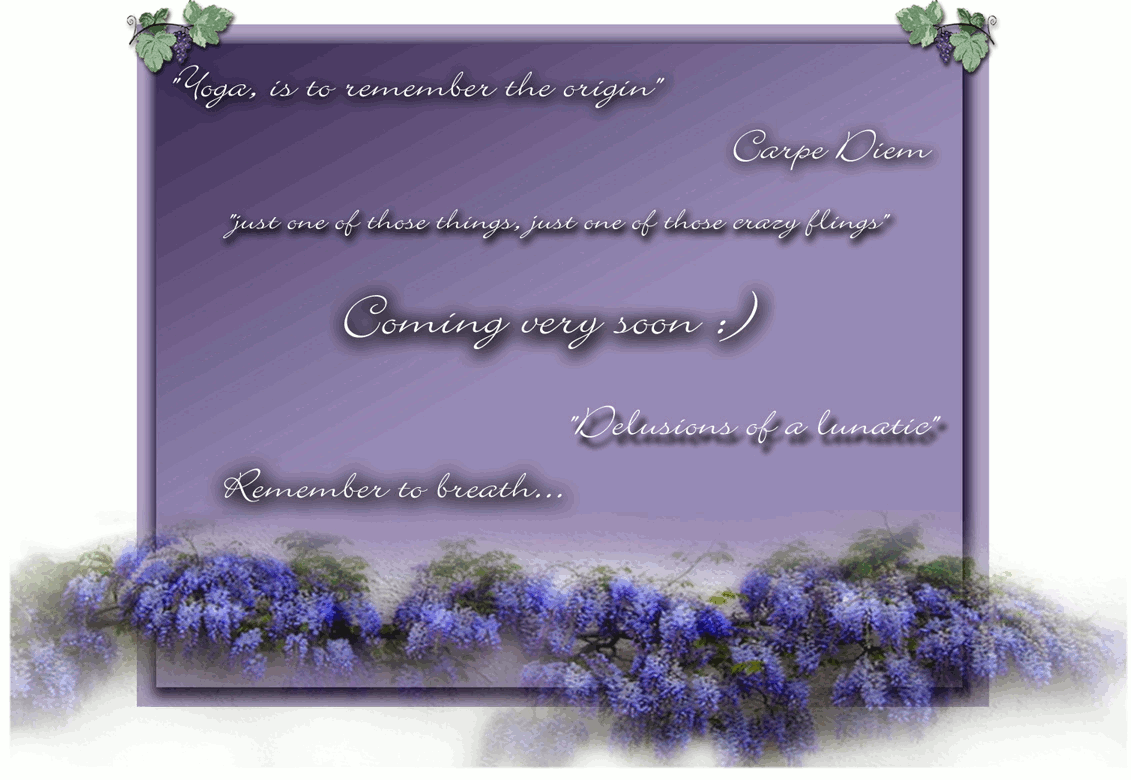 "Yoga, is to remember the origin"
Carpe Diem
"just one of those things, just one of those crazy flings"
Coming very soon :)
"Delusions of a lunatic"
Remember to breath...